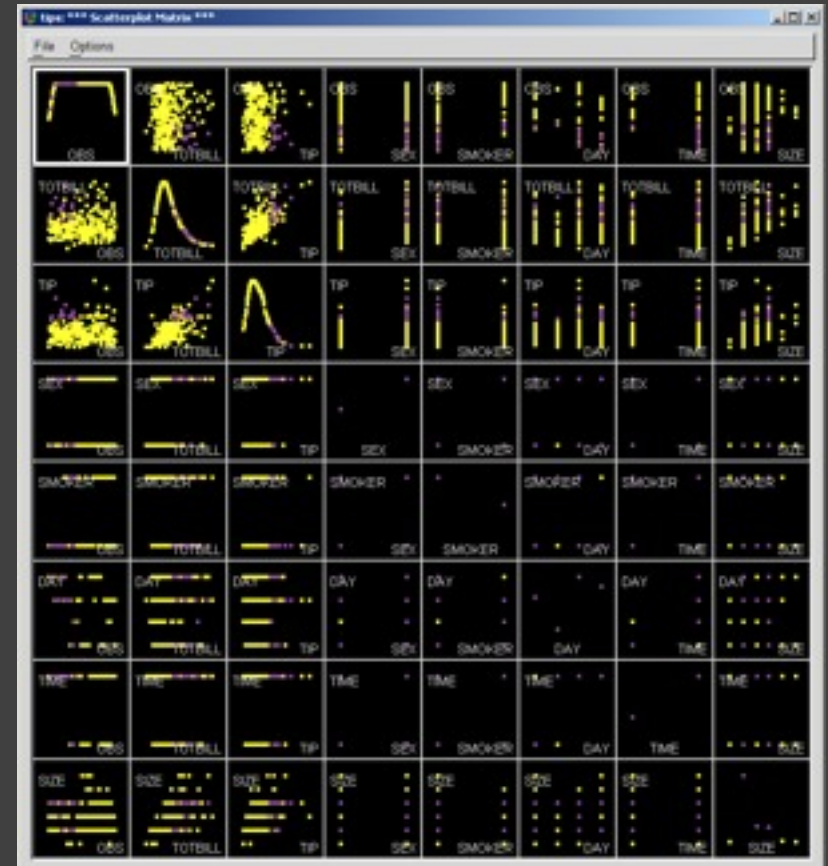 tips: *** Scatterplot Matrix ***
File Options
OBS
OBS TOTBILL
OBS TIP
OBS SEX
OBS SMOKER
OBS DAY
OBS TIME
OBS SIZE
TOTBILL OBS
TOTBILL
TOTBILL TIP
TOTBILL SEX
TOTBILL SMOKER
TOTBILL DAY
TOTBILL TIME
TOTBILL SIZE
TIP OBS
TIP TOTBILL
TIP
TIP SEX
TIP SMOKER
TIP DAY
TIP TIME
TIP SIZE
SEX OBS
SEX TOTBILL
SEX TIP
SEX
SEX SMOKER
SEX DAY
SEX TIME
SEX SIZE
SMOKER OBS
SMOKER TOTBILL
SMOKER TIP
SMOKER SEX
SMOKER
SMOKER DAY
SMOKER TIME
SMOKER SIZE
DAY OBS
DAY TOTBILL
DAY TIP
DAY SEX
DAY SMOKER
DAY
DAY TIME
DAY SIZE
TIME OBS
TIME TOTBILL
TIME TIP
TIME SEX
TIME SMOKER
TIME DAY
TIME
TIME SIZE
SIZE OBS
SIZE TOTBILL
SIZE TIP
SIZE SEX
SIZE SMOKER
SIZE DAY
SIZE TIME
SIZE